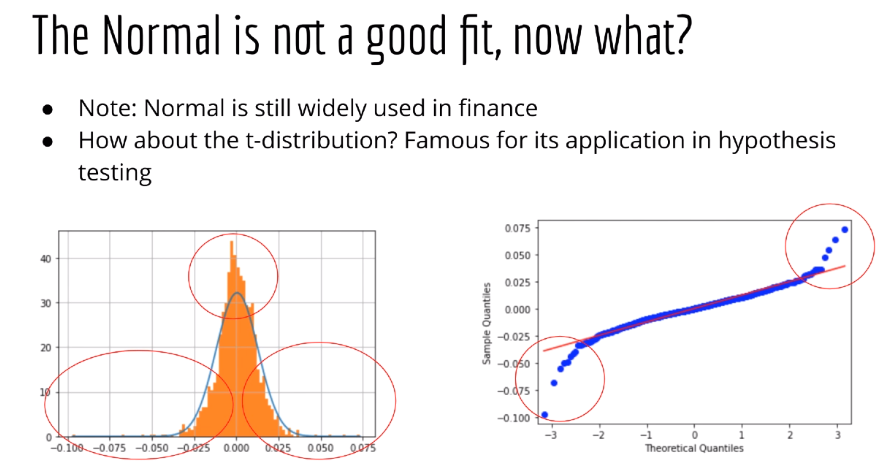 The Normal is not a good fit, now what?
● Note: Normal is still widely used in finance
● How about the t-distribution? Famous for its application in hypothesis
testing
40
30
20
10
0
−0.100 −0.075 −0.050 −0.025 0.000 0.025 0.050 0.075
Sample Quantiles
0.075
0.050
0.025
0.000
−0.025
−0.050
−0.075
−0.100
−3 −2 −1 0 1 2 3
Theoretical Quantiles